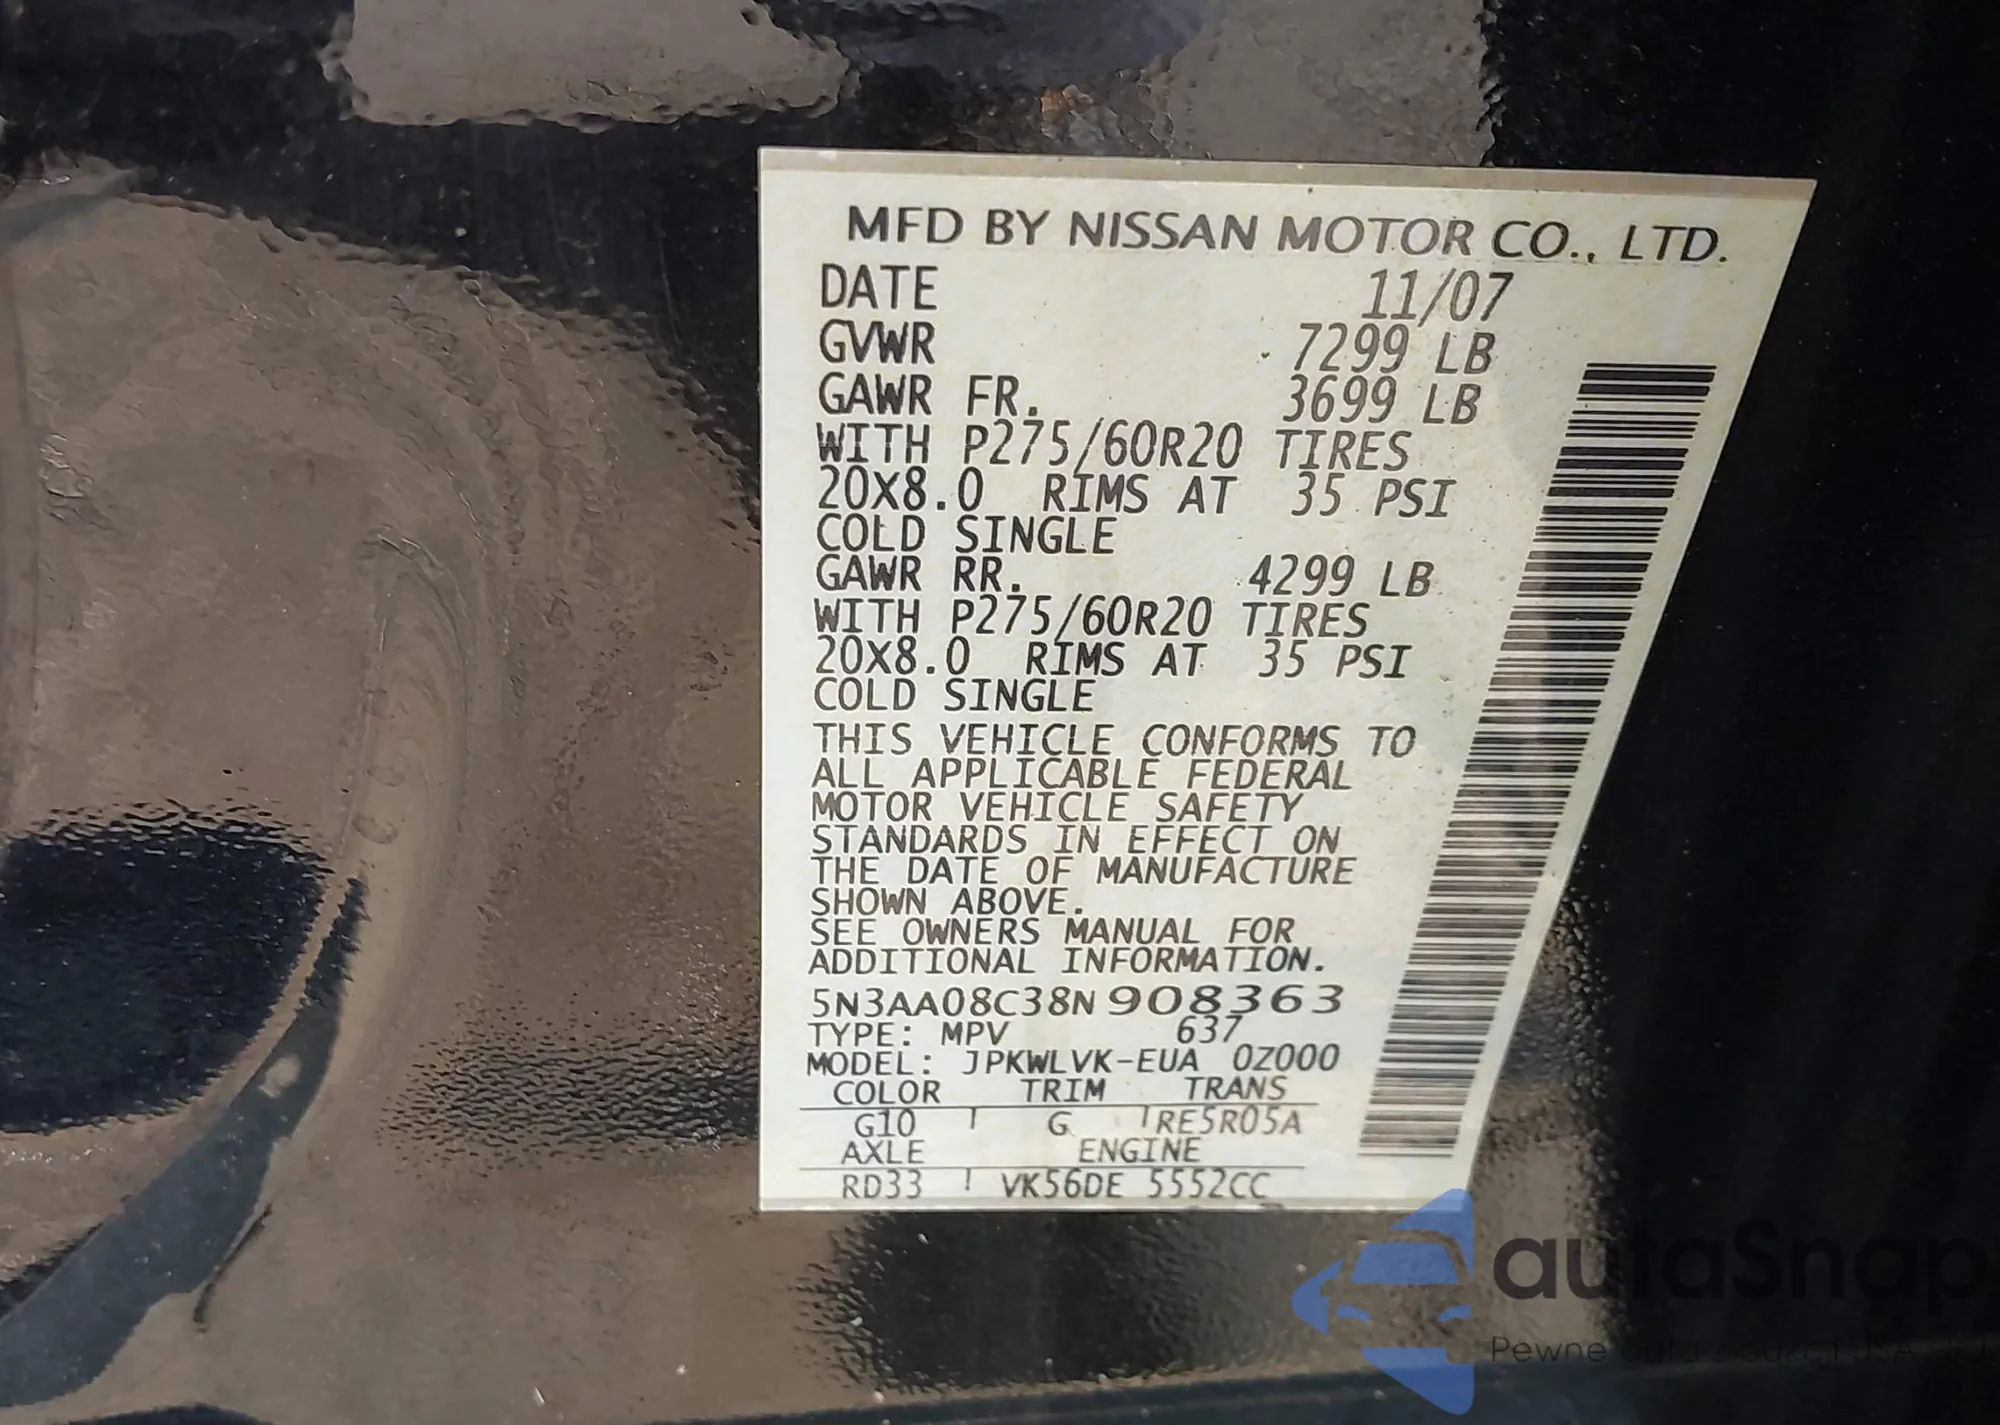 MFD BY NISSAN MOTOR CO., LTD.
DATE 11/07
GVWR 7299 LB
GAWR FR. 3699 LB
WITH P275/60R20 TIRES
20X8.0 RIMS AT 35 PSI
COLD SINGLE
GAWR RR. 4299 LB
WITH P275/60R20 TIRES
20X8.0 RIMS AT 35 PSI
COLD SINGLE
THIS VEHICLE CONFORMS TO
ALL APPLICABLE FEDERAL
MOTOR VEHICLE SAFETY
STANDARDS IN EFFECT ON
THE DATE OF MANUFACTURE
SHOWN ABOVE.
SEE OWNERS MANUAL FOR
ADDITIONAL INFORMATION.
5N3AA08C38N908363
TYPE: MPV 637
MODEL: JPKWLVK-EUA 0Z000
COLOR TRIM TRANS
G10 G RE5R05A
AXLE ENGINE
RD33 VK56DE 5552CC
autaSnap
Pewne auta z